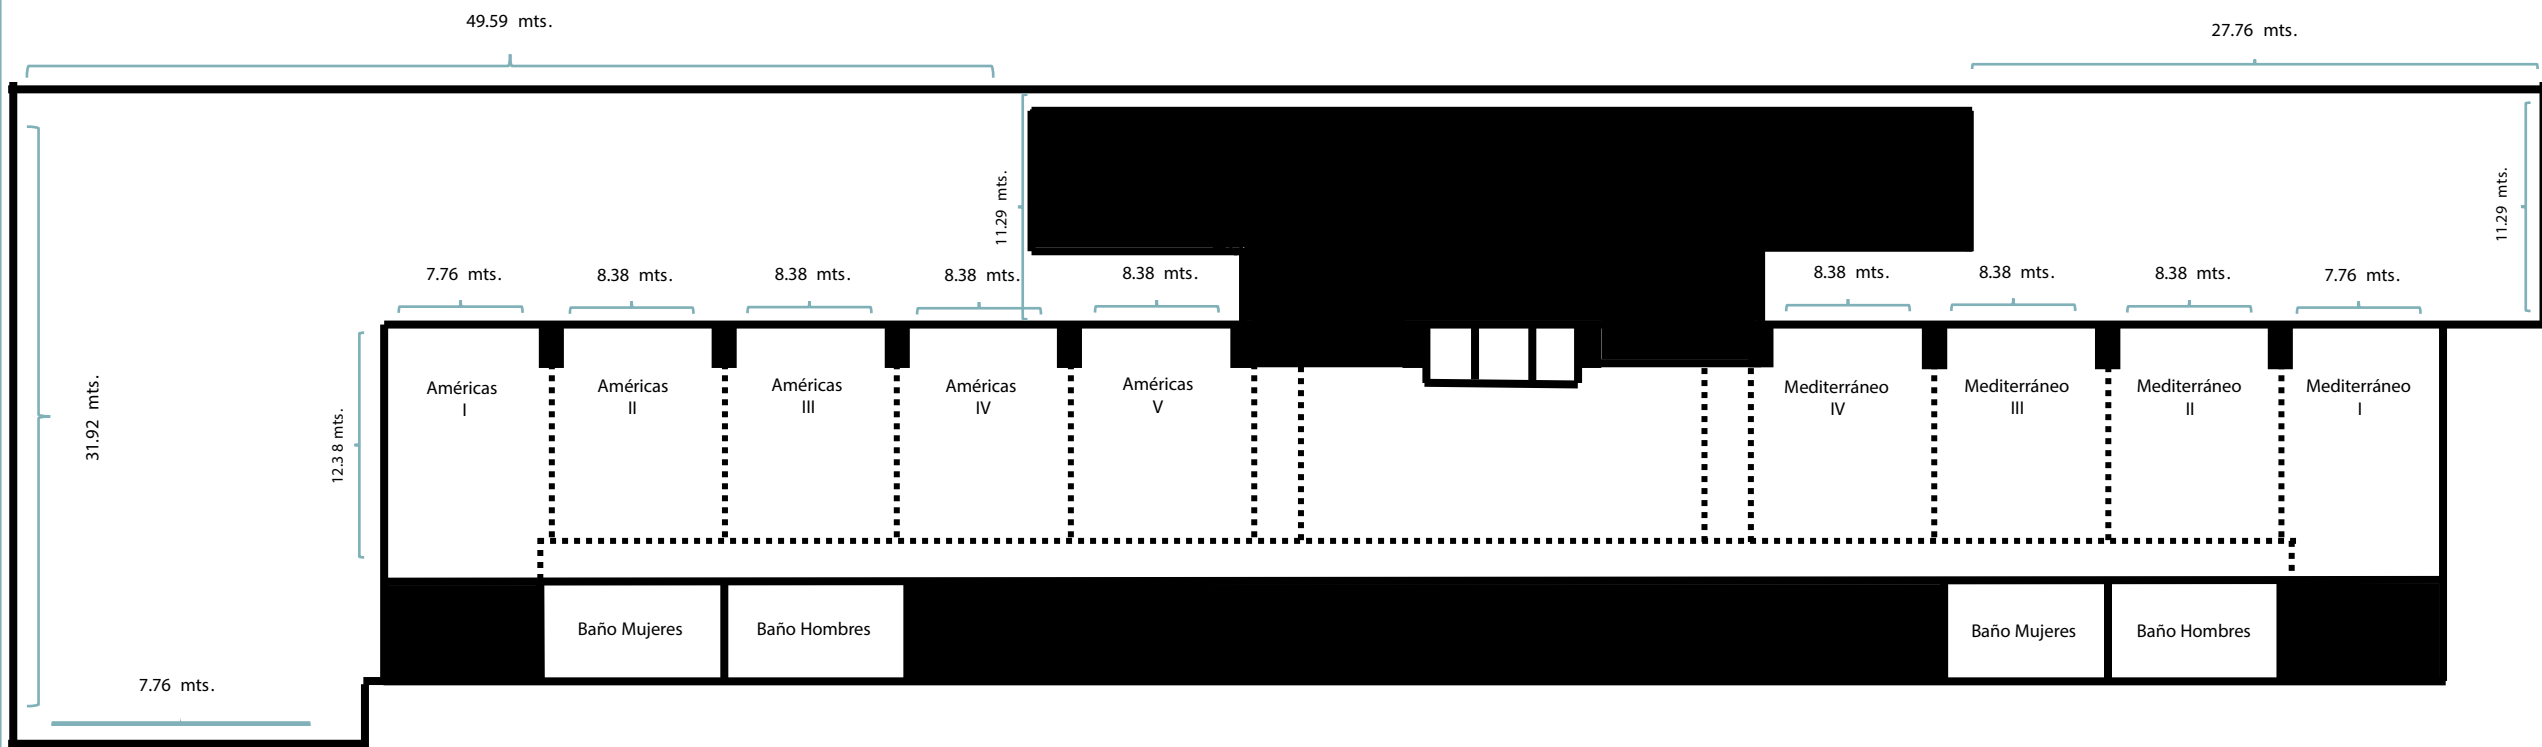 49.59 mts.
27.76 mts.
11.29 mts.
11.29 mts.
7.76 mts.
8.38 mts.
8.38 mts.
8.38 mts.
8.38 mts.
8.38 mts.
8.38 mts.
8.38 mts.
7.76 mts.
31.92 mts.
12.3 8 mts.
Américas
I
Américas
II
Américas
III
Américas
IV
Américas
V
Mediterráneo
IV
Mediterráneo
III
Mediterráneo
II
Mediterráneo
I
Baño Mujeres
Baño Hombres
Baño Mujeres
Baño Hombres
7.76 mts.